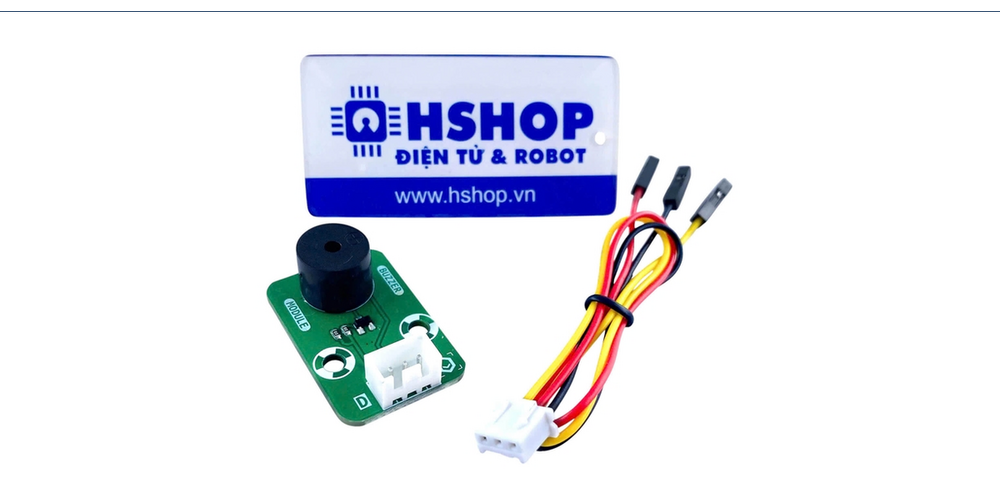 HSHOP
ĐIỆN TỬ & ROBOT
www.hshop.vn
BUZZER
MODULE
D